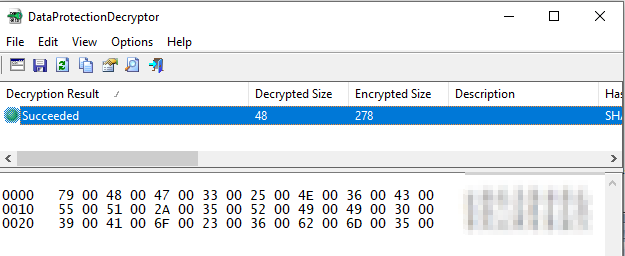 DataProtectionDecryptor
File Edit View Options Help
Decryption Result Decrypted Size Encrypted Size Description Has
Succeeded 48 278 SHA
0000 79 00 48 00 47 00 33 00 25 00 4E 00 36 00 43 00
0010 55 00 51 00 2A 00 35 00 52 00 49 00 49 00 30 00
0020 39 00 41 00 6F 00 23 00 36 00 62 00 6D 00 35 00